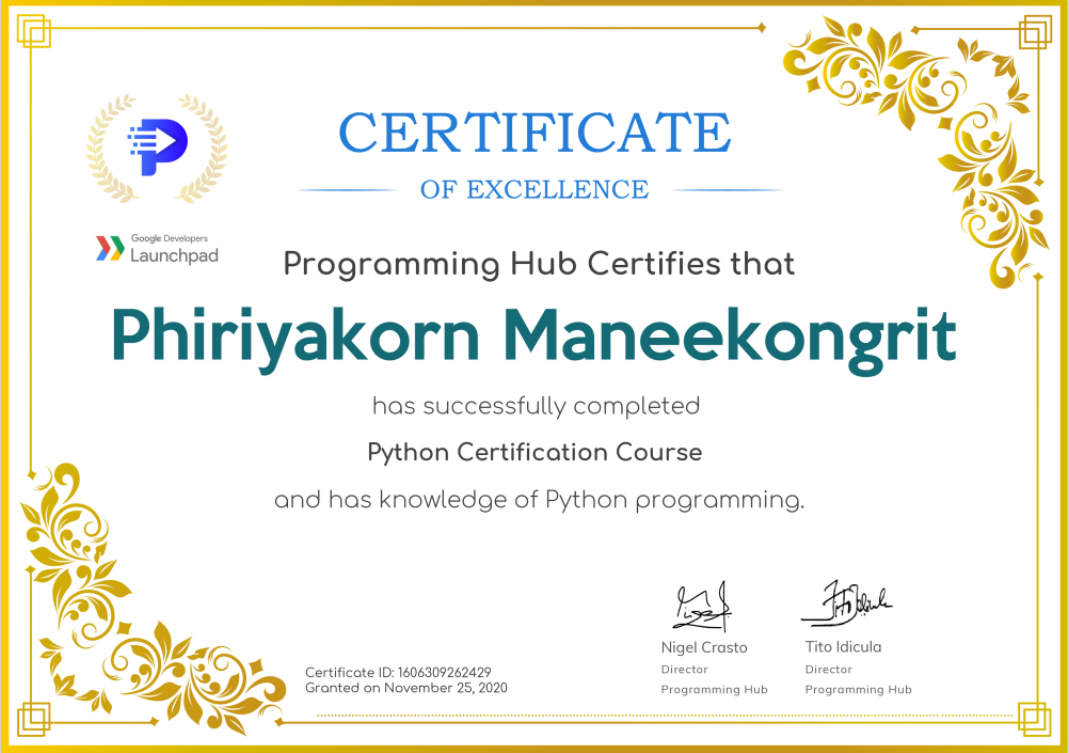 CERTIFICATE
OF EXCELLENCE
Google Developers
Launchpad
Programming Hub Certifies that
Phiriyakorn Maneekongrit
has successfully completed
Python Certification Course
and has knowledge of Python programming.
Nigel Crasto
Director
Programming Hub
Tito Idicula
Director
Programming Hub
Certificate ID: 1606309262429
Granted on November 25, 2020